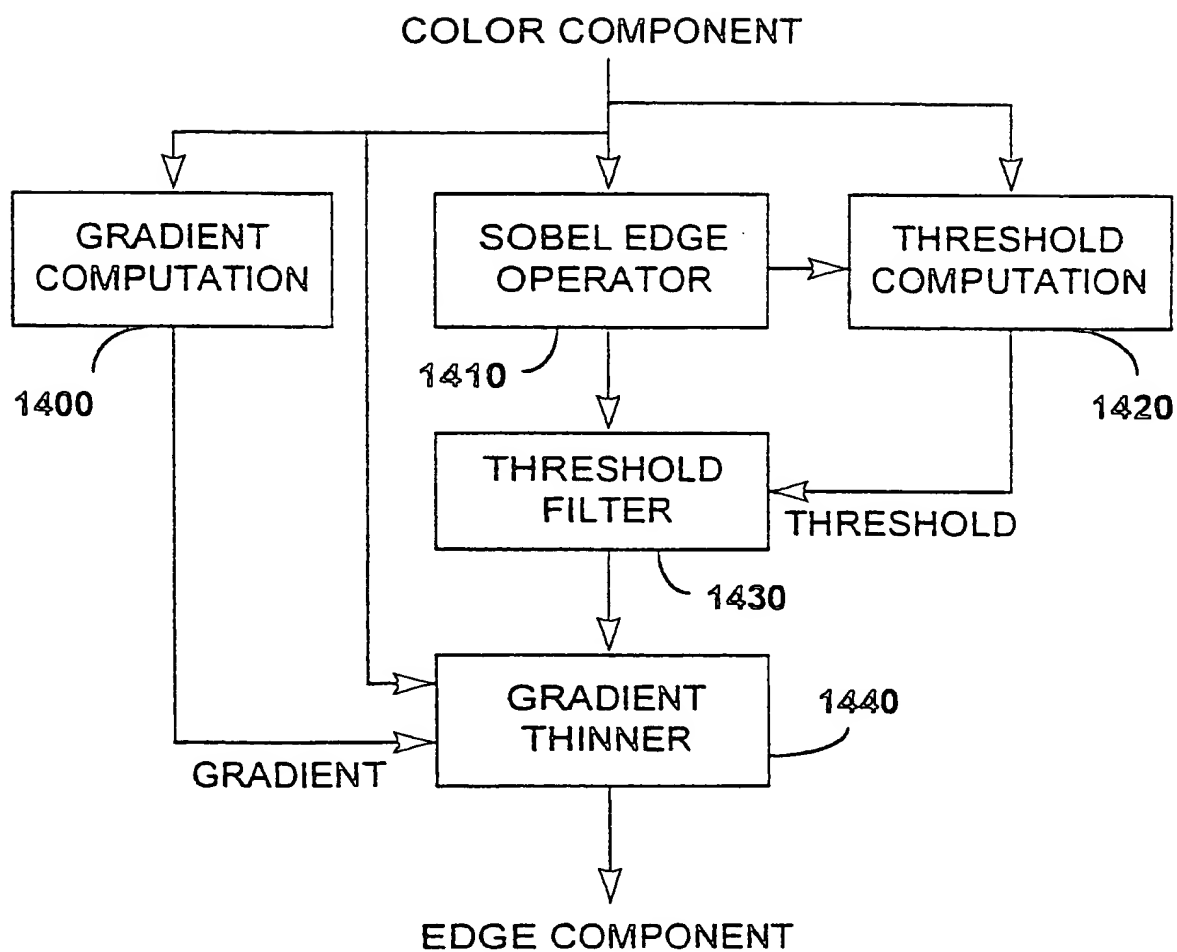 COLOR COMPONENT
GRADIENT
COMPUTATION
SOBEL EDGE
OPERATOR
THRESHOLD
COMPUTATION
1400
1410
1420
THRESHOLD
FILTER
THRESHOLD
1430
GRADIENT
THINNER
1440
GRADIENT
EDGE COMPONENT